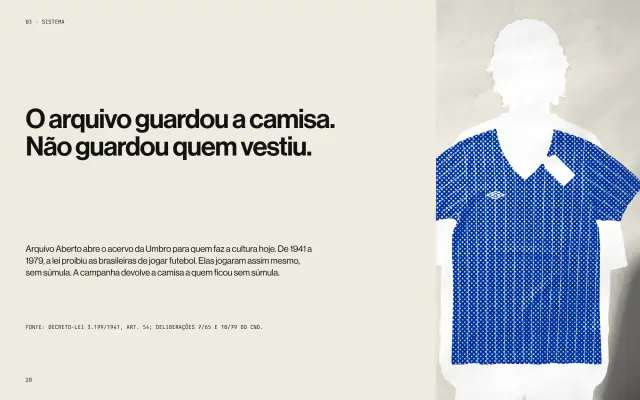 03 - SISTEMA
O arquivo guardou a camisa.
Não guardou quem vestiu.
Arquivo Aberto abre o acervo da Umbro para quem faz a cultura hoje. De 1941 a
1979, a lei proibiu as brasileiras de jogar futebol. Elas jogaram assim mesmo,
sem súmula. A campanha devolve a camisa a quem ficou sem súmula.
FONTE: DECRETO-LEI 3.199/1941, ART. 54; DELIBERAÇÕES 7/65 E 10/79 DO CND.
20